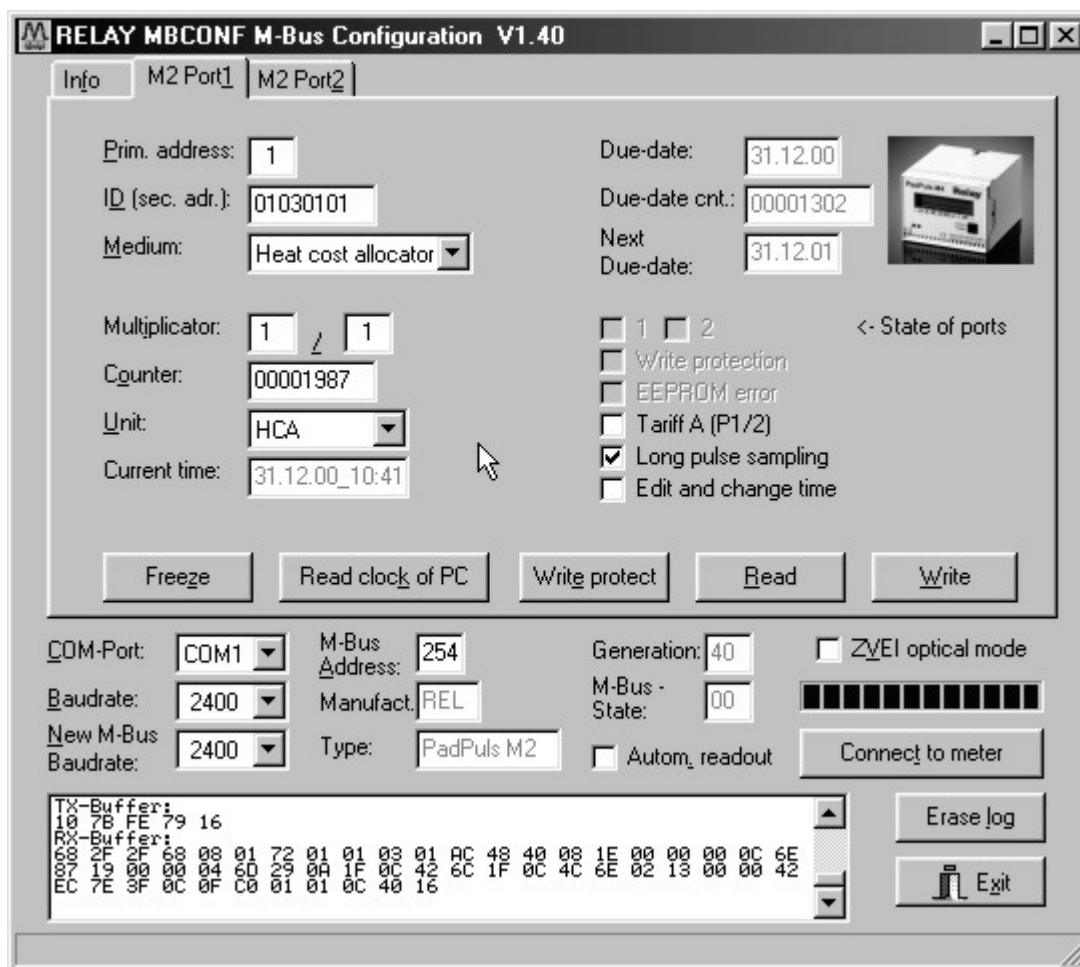 RELAY MBCONF M-Bus Configuration V1.40
Info M2 Port1 M2 Port2
Prim. address: 1
ID (sec. adr.): 01030101
Medium: Heat cost allocator
Due-date: 31.12.00
Due-date cnt.: 00001302
Next
Due-date: 31.12.01
PadPuls M4 Relay
Multiplicator: 1 / 1
Counter: 00001987
Unit: HCA
Current time: 31.12.00_10:41
1 2 <- State of ports
Write protection
EEPROM error
Tariff A (P1/2)
Long pulse sampling
Edit and change time
Freeze Read clock of PC Write protect Read Write
COM-Port: COM1
Baudrate: 2400
New M-Bus
Baudrate: 2400
M-Bus
Address: 254
Manufact. REL
Type: PadPuls M2
Generation: 40
M-Bus -
State: 00
Autom. readout
ZVEI optical mode
Connect to meter
TX-Buffer:
10 7B FE 79 16
RX-Buffer:
68 2F 2F 68 08 01 72 01 01 03 01 AC 48 40 08 1E 00 00 00 0C 6E
87 19 00 00 04 6D 29 0A 1F 0C 42 6C 1F 0C 4C 6E 02 13 00 00 42
EC 7E 3F 0C 0F C0 01 01 0C 40 16
Erase log
Exit